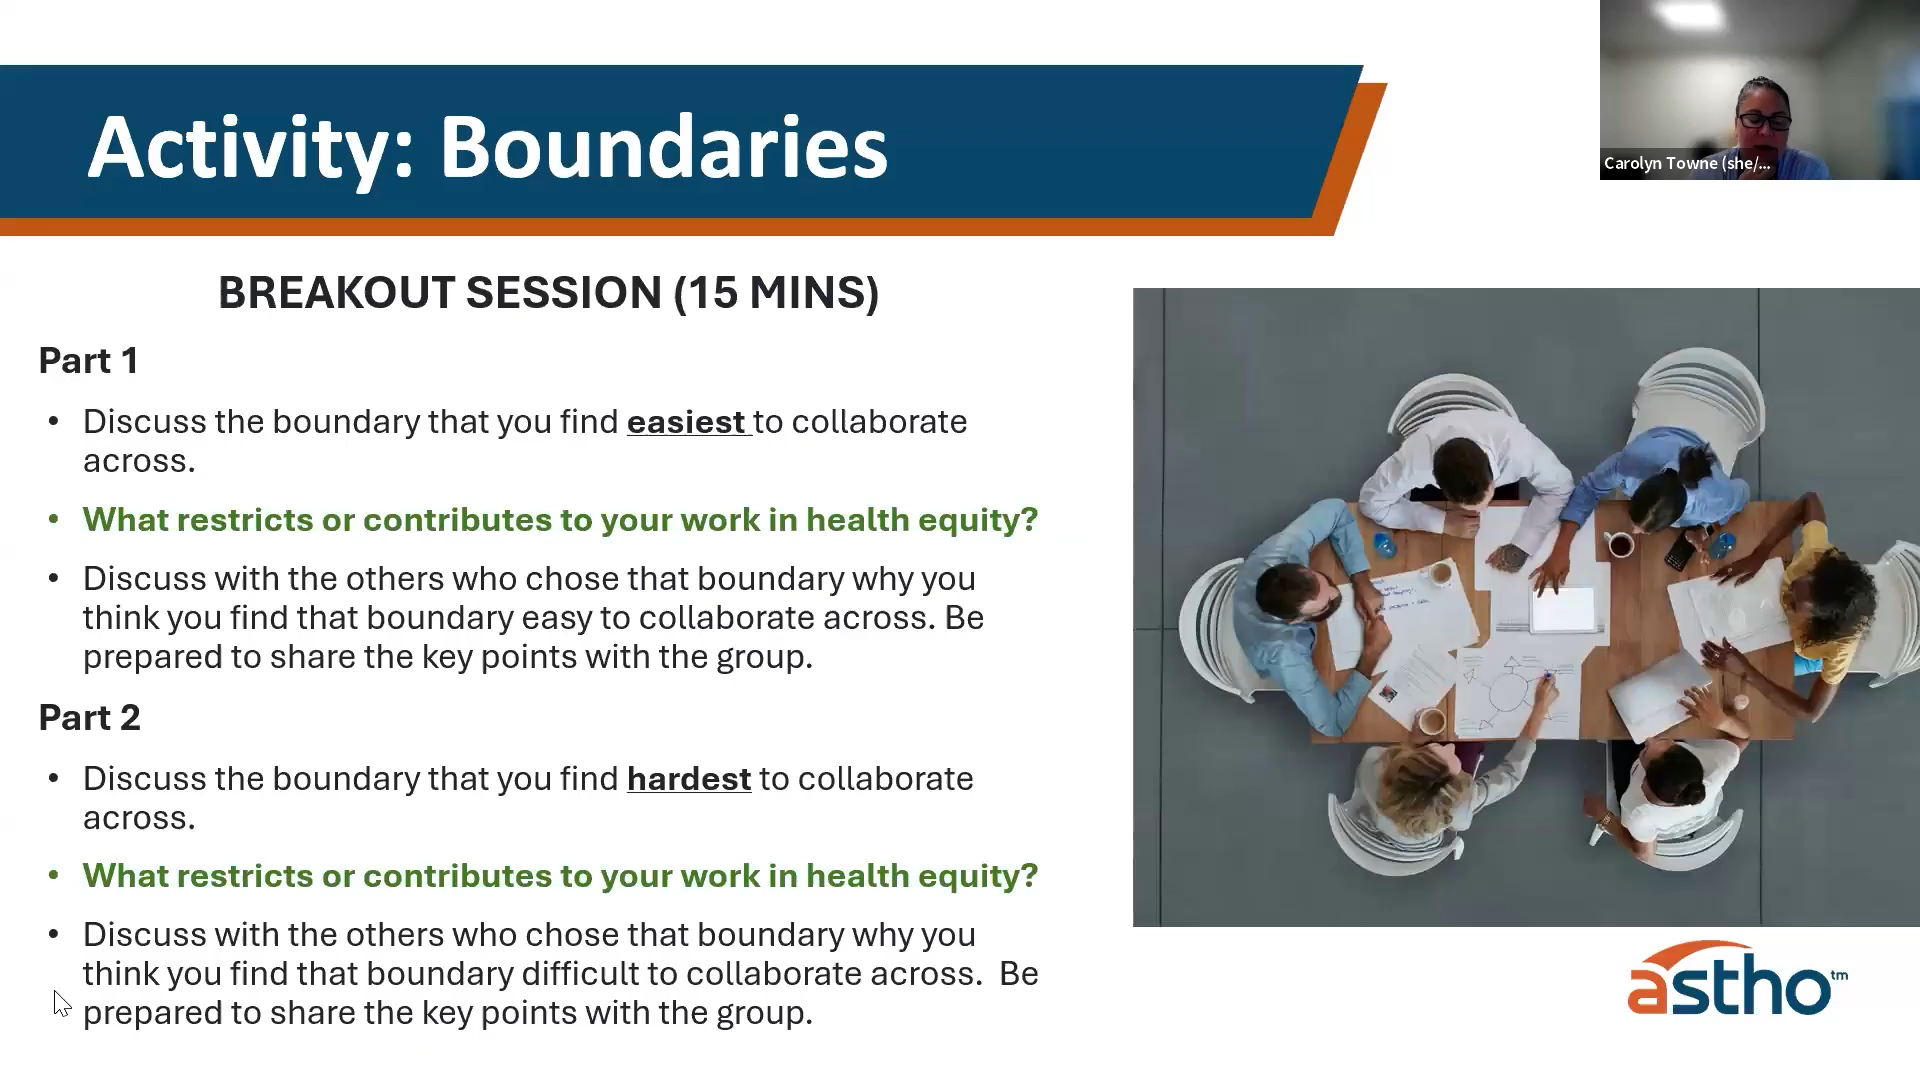 Activity: Boundaries
Carolyn Towne (she/...
BREAKOUT SESSION (15 MINS)
Part 1
• Discuss the boundary that you find easiest to collaborate
across.
• What restricts or contributes to your work in health equity?
• Discuss with the others who chose that boundary why you
think you find that boundary easy to collaborate across. Be
prepared to share the key points with the group.
Part 2
• Discuss the boundary that you find hardest to collaborate
across.
• What restricts or contributes to your work in health equity?
• Discuss with the others who chose that boundary why you
think you find that boundary difficult to collaborate across.  Be
prepared to share the key points with the group.
astho™